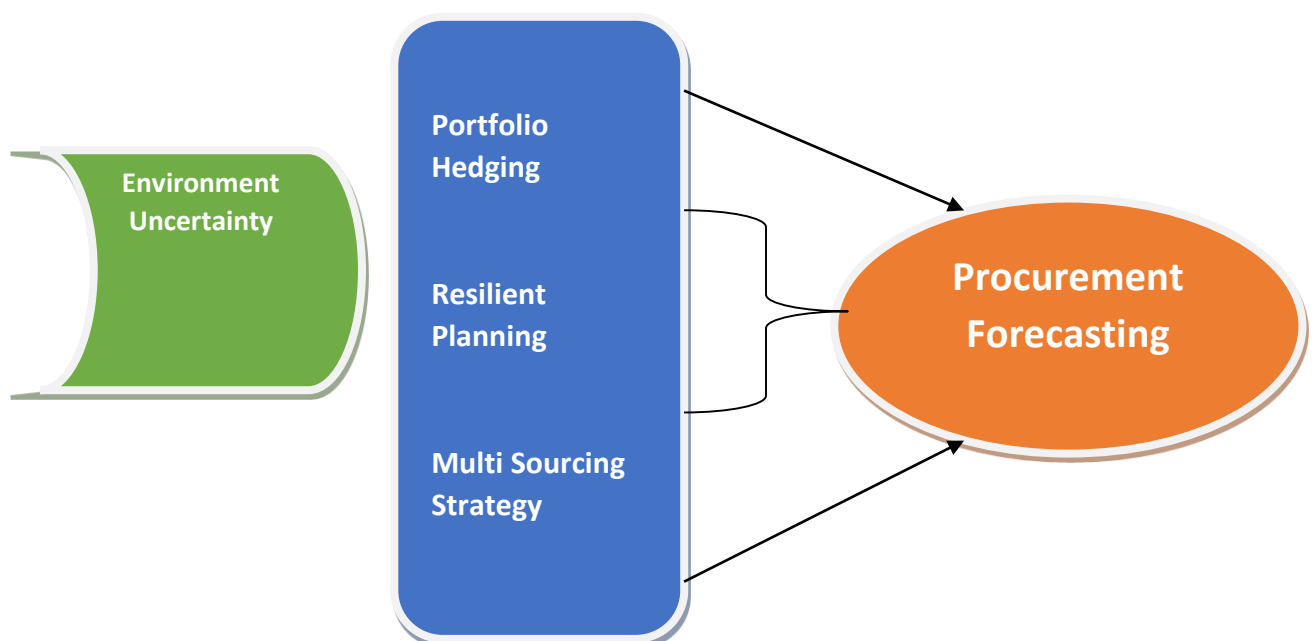 Environment
Uncertainty
Portfolio
Hedging
Resilient
Planning
Multi Sourcing
Strategy
Procurement
Forecasting